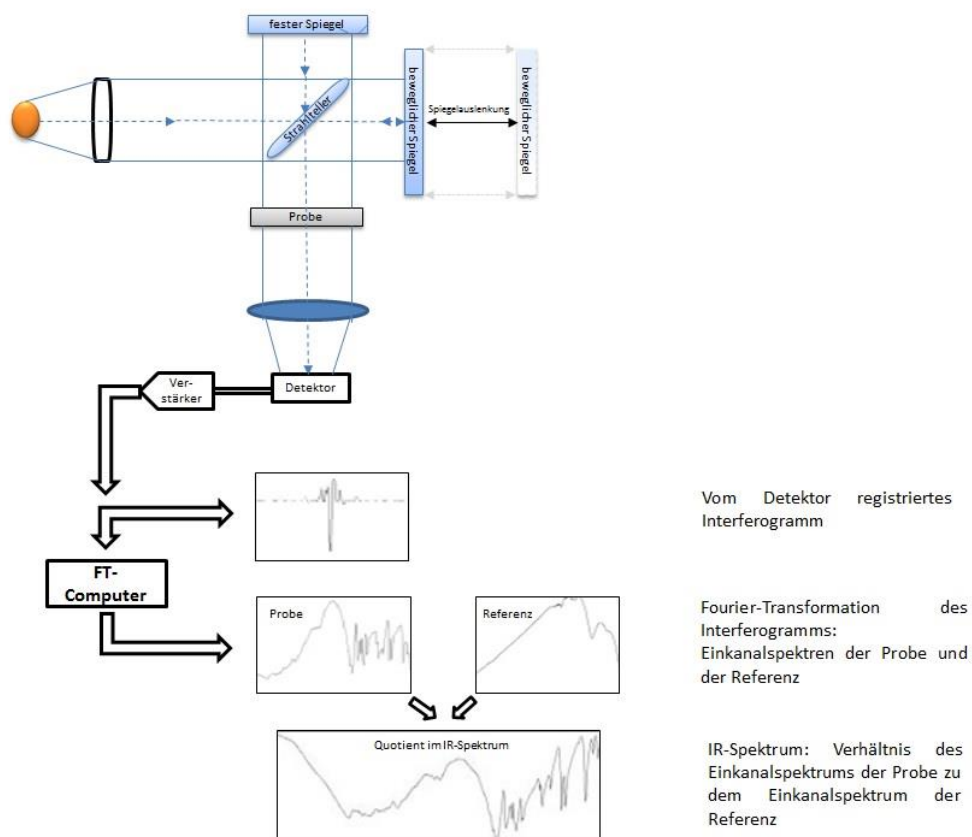 fester Spiegel
Strahlteller
beweglicher Spiegel
Spiegelauslenkung
beweglicher Spiegel
Probe
Detektor
Ver-
stärker
Vom Detektor registriertes
Interferogramm
FT-
Computer
Probe
Referenz
Fourier-Transformation des
Interferogramms:
Einkanalspektren der Probe und
der Referenz
Quotient im IR-Spektrum
IR-Spektrum: Verhältnis des
Einkanalspektrums der Probe zu
dem Einkanalspektrum der
Referenz